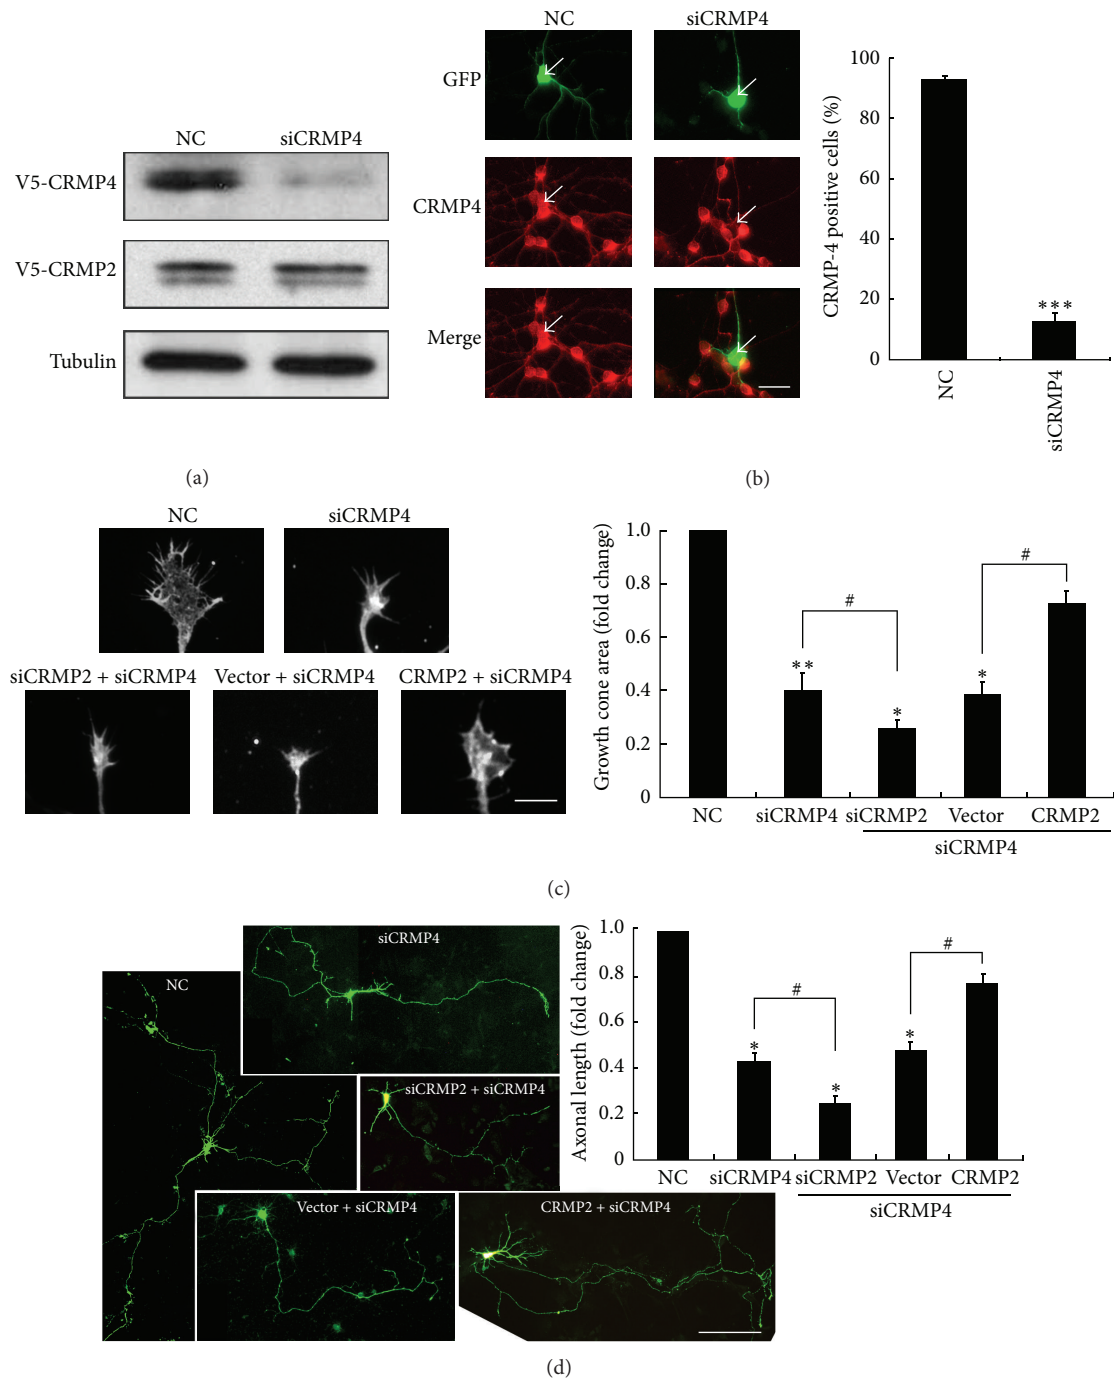 NC siCRMP4
V5-CRMP4
V5-CRMP2
Tubulin
(a)
NC siCRMP4
GFP
CRMP4
Merge
CRMP-4 positive cells (%)
100
80
60
40
20
0
***
NC
siCRMP4
(b)
NC siCRMP4
siCRMP2 + siCRMP4 Vector + siCRMP4 CRMP2 + siCRMP4
Growth cone area (fold change)
1.0
0.8
0.6
0.4
0.2
0
**
#
*
*
#
NC siCRMP4 siCRMP2 Vector CRMP2
siCRMP4
(c)
NC
siCRMP4
siCRMP2 + siCRMP4
Vector + siCRMP4
CRMP2 + siCRMP4
Axonal length (fold change)
1.0
0.8
0.6
0.4
0.2
0
*
#
*
*
#
NC siCRMP4 siCRMP2 Vector CRMP2
siCRMP4
(d)